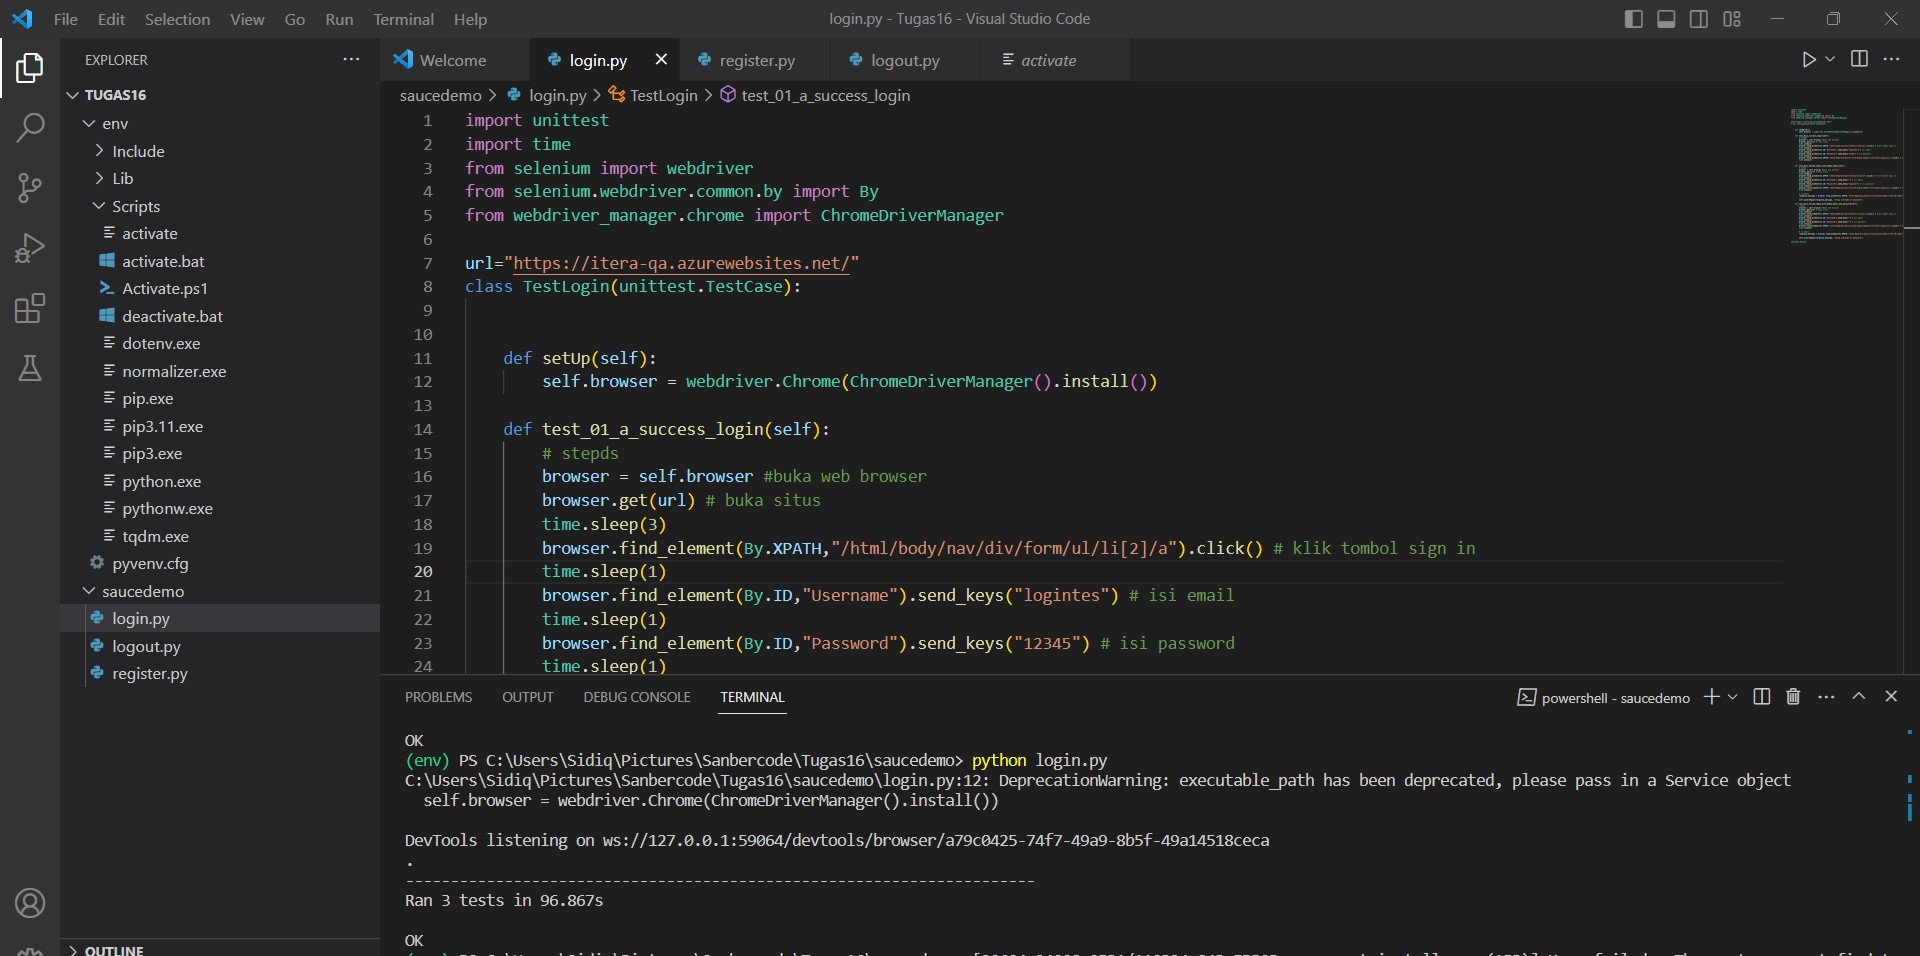 File Edit Selection View Go Run Terminal Help
login.py - Tugas16 - Visual Studio Code
EXPLORER
TUGAS16
env
Include
Lib
Scripts
activate
activate.bat
Activate.ps1
deactivate.bat
dotenv.exe
normalizer.exe
pip.exe
pip3.11.exe
pip3.exe
python.exe
pythonw.exe
tqdm.exe
pyvenv.cfg
saucedemo
login.py
logout.py
register.py
OUTLINE
Welcome login.py register.py logout.py activate
saucedemo > login.py > TestLogin > test_01_a_success_login
1 import unittest
2 import time
3 from selenium import webdriver
4 from selenium.webdriver.common.by import By
5 from webdriver_manager.chrome import ChromeDriverManager
6
7 url="https://itera-qa.azurewebsites.net/"
8 class TestLogin(unittest.TestCase):
9
10
11 def setUp(self):
12 self.browser = webdriver.Chrome(ChromeDriverManager().install())
13
14 def test_01_a_success_login(self):
15 # stepds
16 browser = self.browser #buka web browser
17 browser.get(url) # buka situs
18 time.sleep(3)
19 browser.find_element(By.XPATH,"/html/body/nav/div/form/ul/li[2]/a").click() # klik tombol sign in
20 time.sleep(1)
21 browser.find_element(By.ID,"Username").send_keys("logintes") # isi email
22 time.sleep(1)
23 browser.find_element(By.ID,"Password").send_keys("12345") # isi password
24 time.sleep(1)
PROBLEMS OUTPUT DEBUG CONSOLE TERMINAL
powershell - saucedemo
OK
(env) PS C:\Users\Sidiq\Pictures\Sanbercode\Tugas16\saucedemo> python login.py
C:\Users\Sidiq\Pictures\Sanbercode\Tugas16\saucedemo\login.py:12: DeprecationWarning: executable_path has been deprecated, please pass in a Service object
self.browser = webdriver.Chrome(ChromeDriverManager().install())
DevTools listening on ws://127.0.0.1:59064/devtools/browser/a79c0425-74f7-49a9-8b5f-49a14518ceca
.
----------------------------------------------------------------------
Ran 3 tests in 96.867s
OK